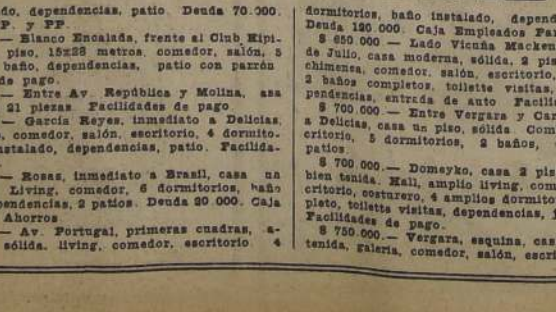 do, dependencias, patio. Deuda 70.000.
P. y PP.
— Blanco Encalada, frente al Club Hípi-
piso, 15x28 metros, comedor, salón, 5
baño, dependencias, patio con parrón
de pago.
— Entre Av. República y Molina, asa
21 piezas. Facilidades de pago
— García Reyes, inmediato a Delicias,
, comedor, salón, escritorio, 4 dormito-
nstalado, dependencias, patio. Facilida-
— Rosas, inmediato a Brasil, casa un
Living, comedor, 6 dormitorios, baño
pendencias, 2 patios. Deuda 20 000. Caja
Ahorros
— Av. Portugal, primeras cuadras, a-
sólida. living, comedor, escritorio 4
dormitorios, baño instalado, depend
Deuda 120.000. Caja Empleados Par
$ 650.000 — Lado Vicuña Macken
de Julio, casa moderna, sólida, 2 pis
chimenea, comedor, salón, escritorio,
2 baños completos, toilette visitas,
pendencias, entrada de auto Facili
$ 700.000.— Entre Vergara y Car
a Delicias, casa un piso, sólida. Com
critorio, 5 dormitorios, 2 baños,
patios
$ 700.000.— Domeyko, casa 2 pis
bien tenida. Hall, amplio living, com
critorio, costurero, 4 amplios dormito
pleto, toilette visitas, dependencias,
Facilidades de pago.
$ 750.000.— Vergara, esquina, cas
tenida, galería, comedor, salón, escri